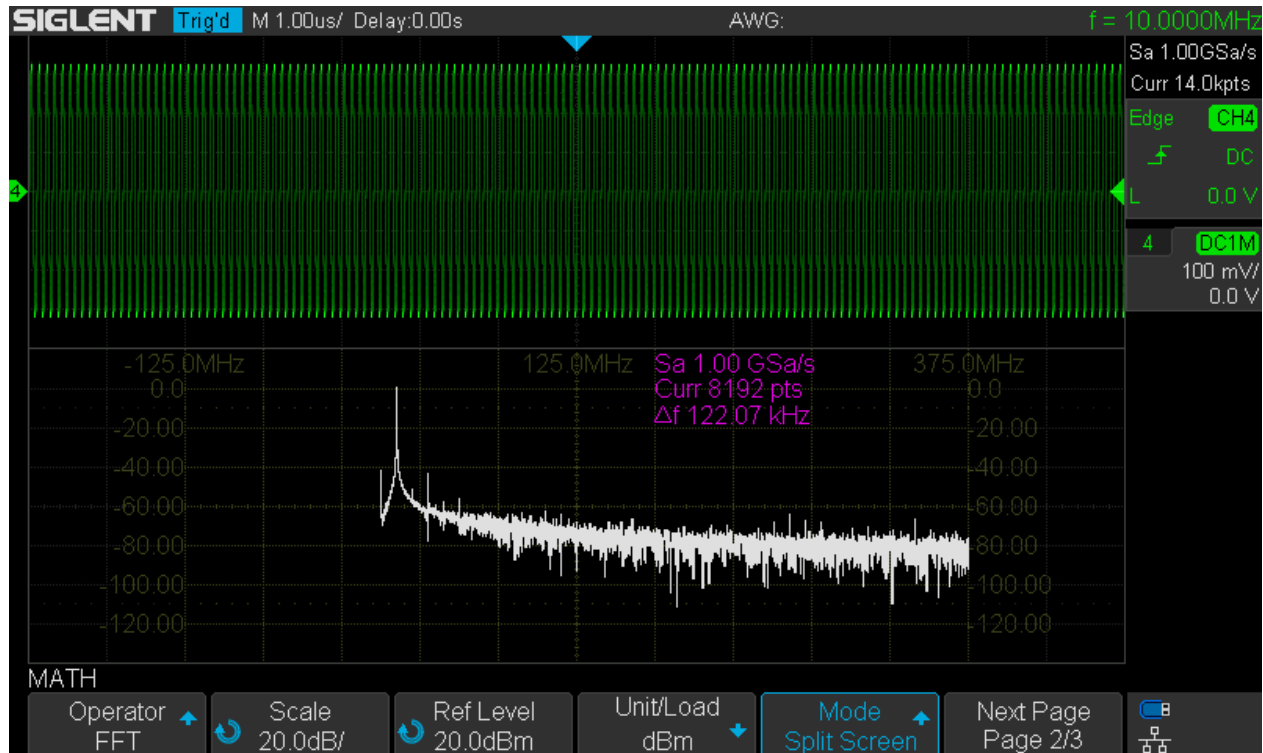 SIGLENT Trig'd M 1.00us/ Delay:0.00s AWG: f = 10.0000MHz
Sa 1.00GSa/s
Curr 14.0kpts
Edge CH4
DC
L 0.0 V
4
4 DC1M
100 mV/
0.0 V
-125.0MHz 125.0MHz Sa 1.00 GSa/s 375.0MHz
0.0 Curr 8192 pts 0.0
Δf 122.07 kHz
-20.00 -20.00
-40.00 -40.00
-60.00 -60.00
-80.00 -80.00
-100.00 -100.00
-120.00 -120.00
MATH
Operator Scale Ref Level Unit/Load Mode Next Page
FFT 20.0dB/ 20.0dBm dBm Split Screen Page 2/3